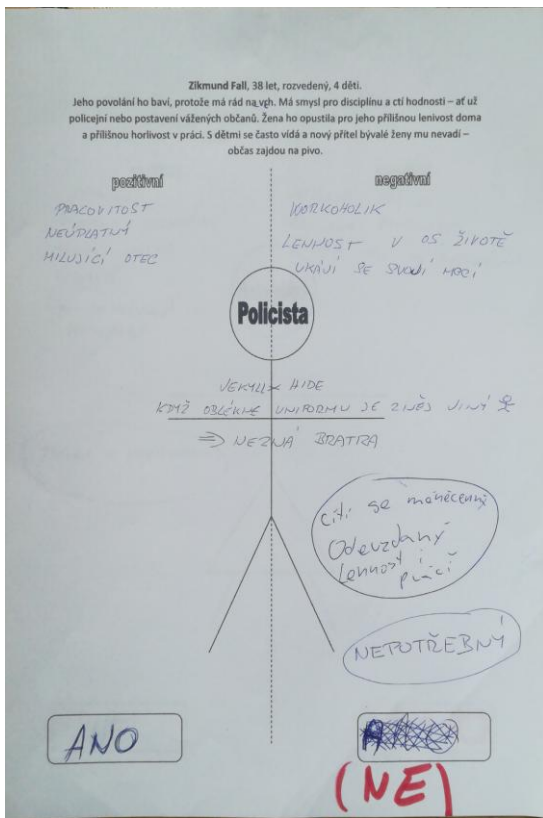 Zikmund Fall, 38 let, rozvedený, 4 děti.
Jeho povolání ho baví, protože má rád na vgh. Má smysl pro disciplínu a ctí hodnosti – ať už
policejní nebo postavení vážených občanů. Žena ho opustila pro jeho přílišnou lenivost doma
a přílišnou horlivost v práci. S dětmi se často vídá a nový přítel bývalé ženy mu nevadí –
občas zajdou na pivo.
pozitivní
negativní
PRACOVITOST
NEÚPLATNÝ
MILUJÍCÍ OTEC
WORKOHOLIK
LENNOST V OS. ŽIVOTĚ
SE SVOJÍ MOCÍ
Policista
JEKYLL x HIDE
KDYŽ OBLÉKNE UNIFORMU JE Z NĚJ JINÝ
=> NEZNÁ BRATRA
Cítí se méněcenný
Odevzdaný
Lennost i
práci
NEPOTŘEBNÝ
ANO
(NE)